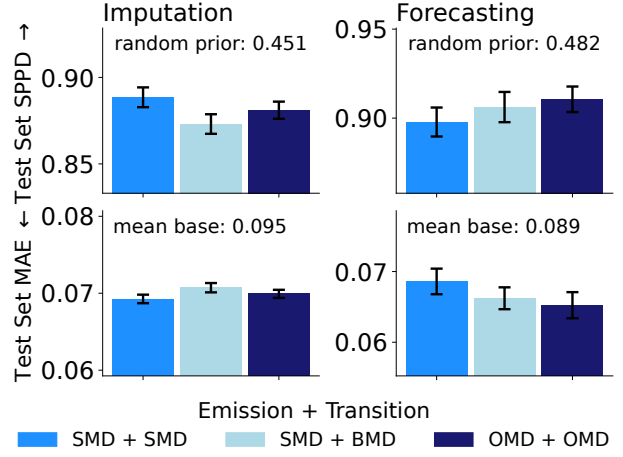 Imputation
Forecasting
Test Set SPPD →
random prior: 0.451
0.90
0.85
random prior: 0.482
0.95
0.90
Test Set MAE ←
mean base: 0.095
0.08
0.07
0.06
mean base: 0.089
0.07
0.06
Emission + Transition
SMD + SMD
SMD + BMD
OMD + OMD